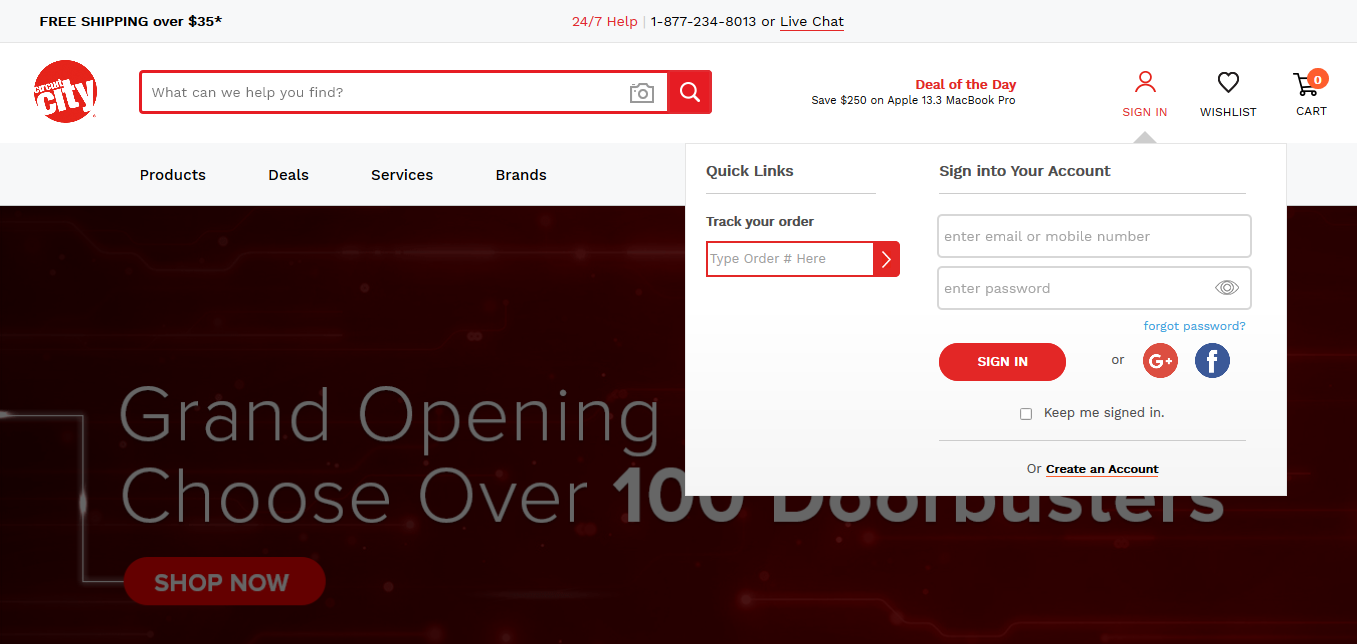 FREE SHIPPING over $35*
24/7 Help | 1-877-234-8013 or Live Chat
circuit
city
What can we help you find?
Deal of the Day
Save $250 on Apple 13.3 MacBook Pro
SIGN IN
WISHLIST
0
CART
Products
Deals
Services
Brands
Quick Links
Track your order
Type Order # Here
Sign into Your Account
enter email or mobile number
enter password
forgot password?
SIGN IN
or
G+
f
Keep me signed in.
Or Create an Account
Grand Opening
Choose Over 100 Doorbusters
SHOP NOW